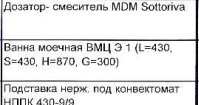 Дозатор- смеситель MDM Sottoriva
Ванна моечная ВМЦ Э 1 (L=430,
S=430, H=870, G=300)
Подставка нерж. под конвектомат
НППК 430-9/9